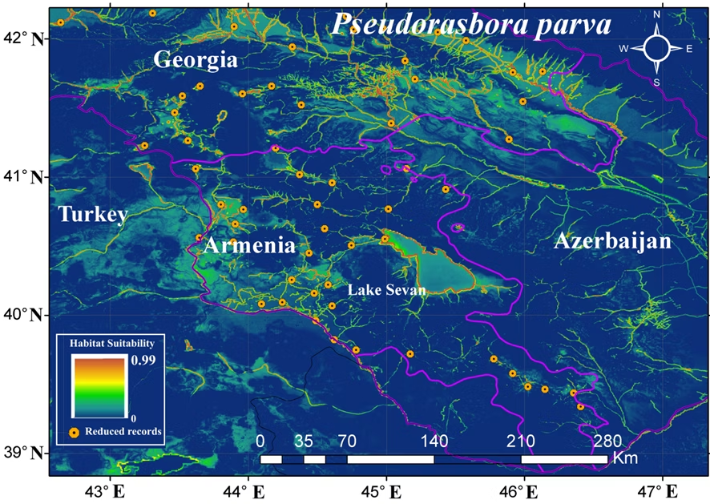 Pseudorasbora parva
N
W E
S
42° N
Georgia
41° N
Turkey
Armenia
Azerbaijan
Lake Sevan
40° N
Habitat Suitability
0.99
0
Reduced records
0 35 70 140 210 280
Km
39° N
43° E 44° E 45° E 46° E 47° E